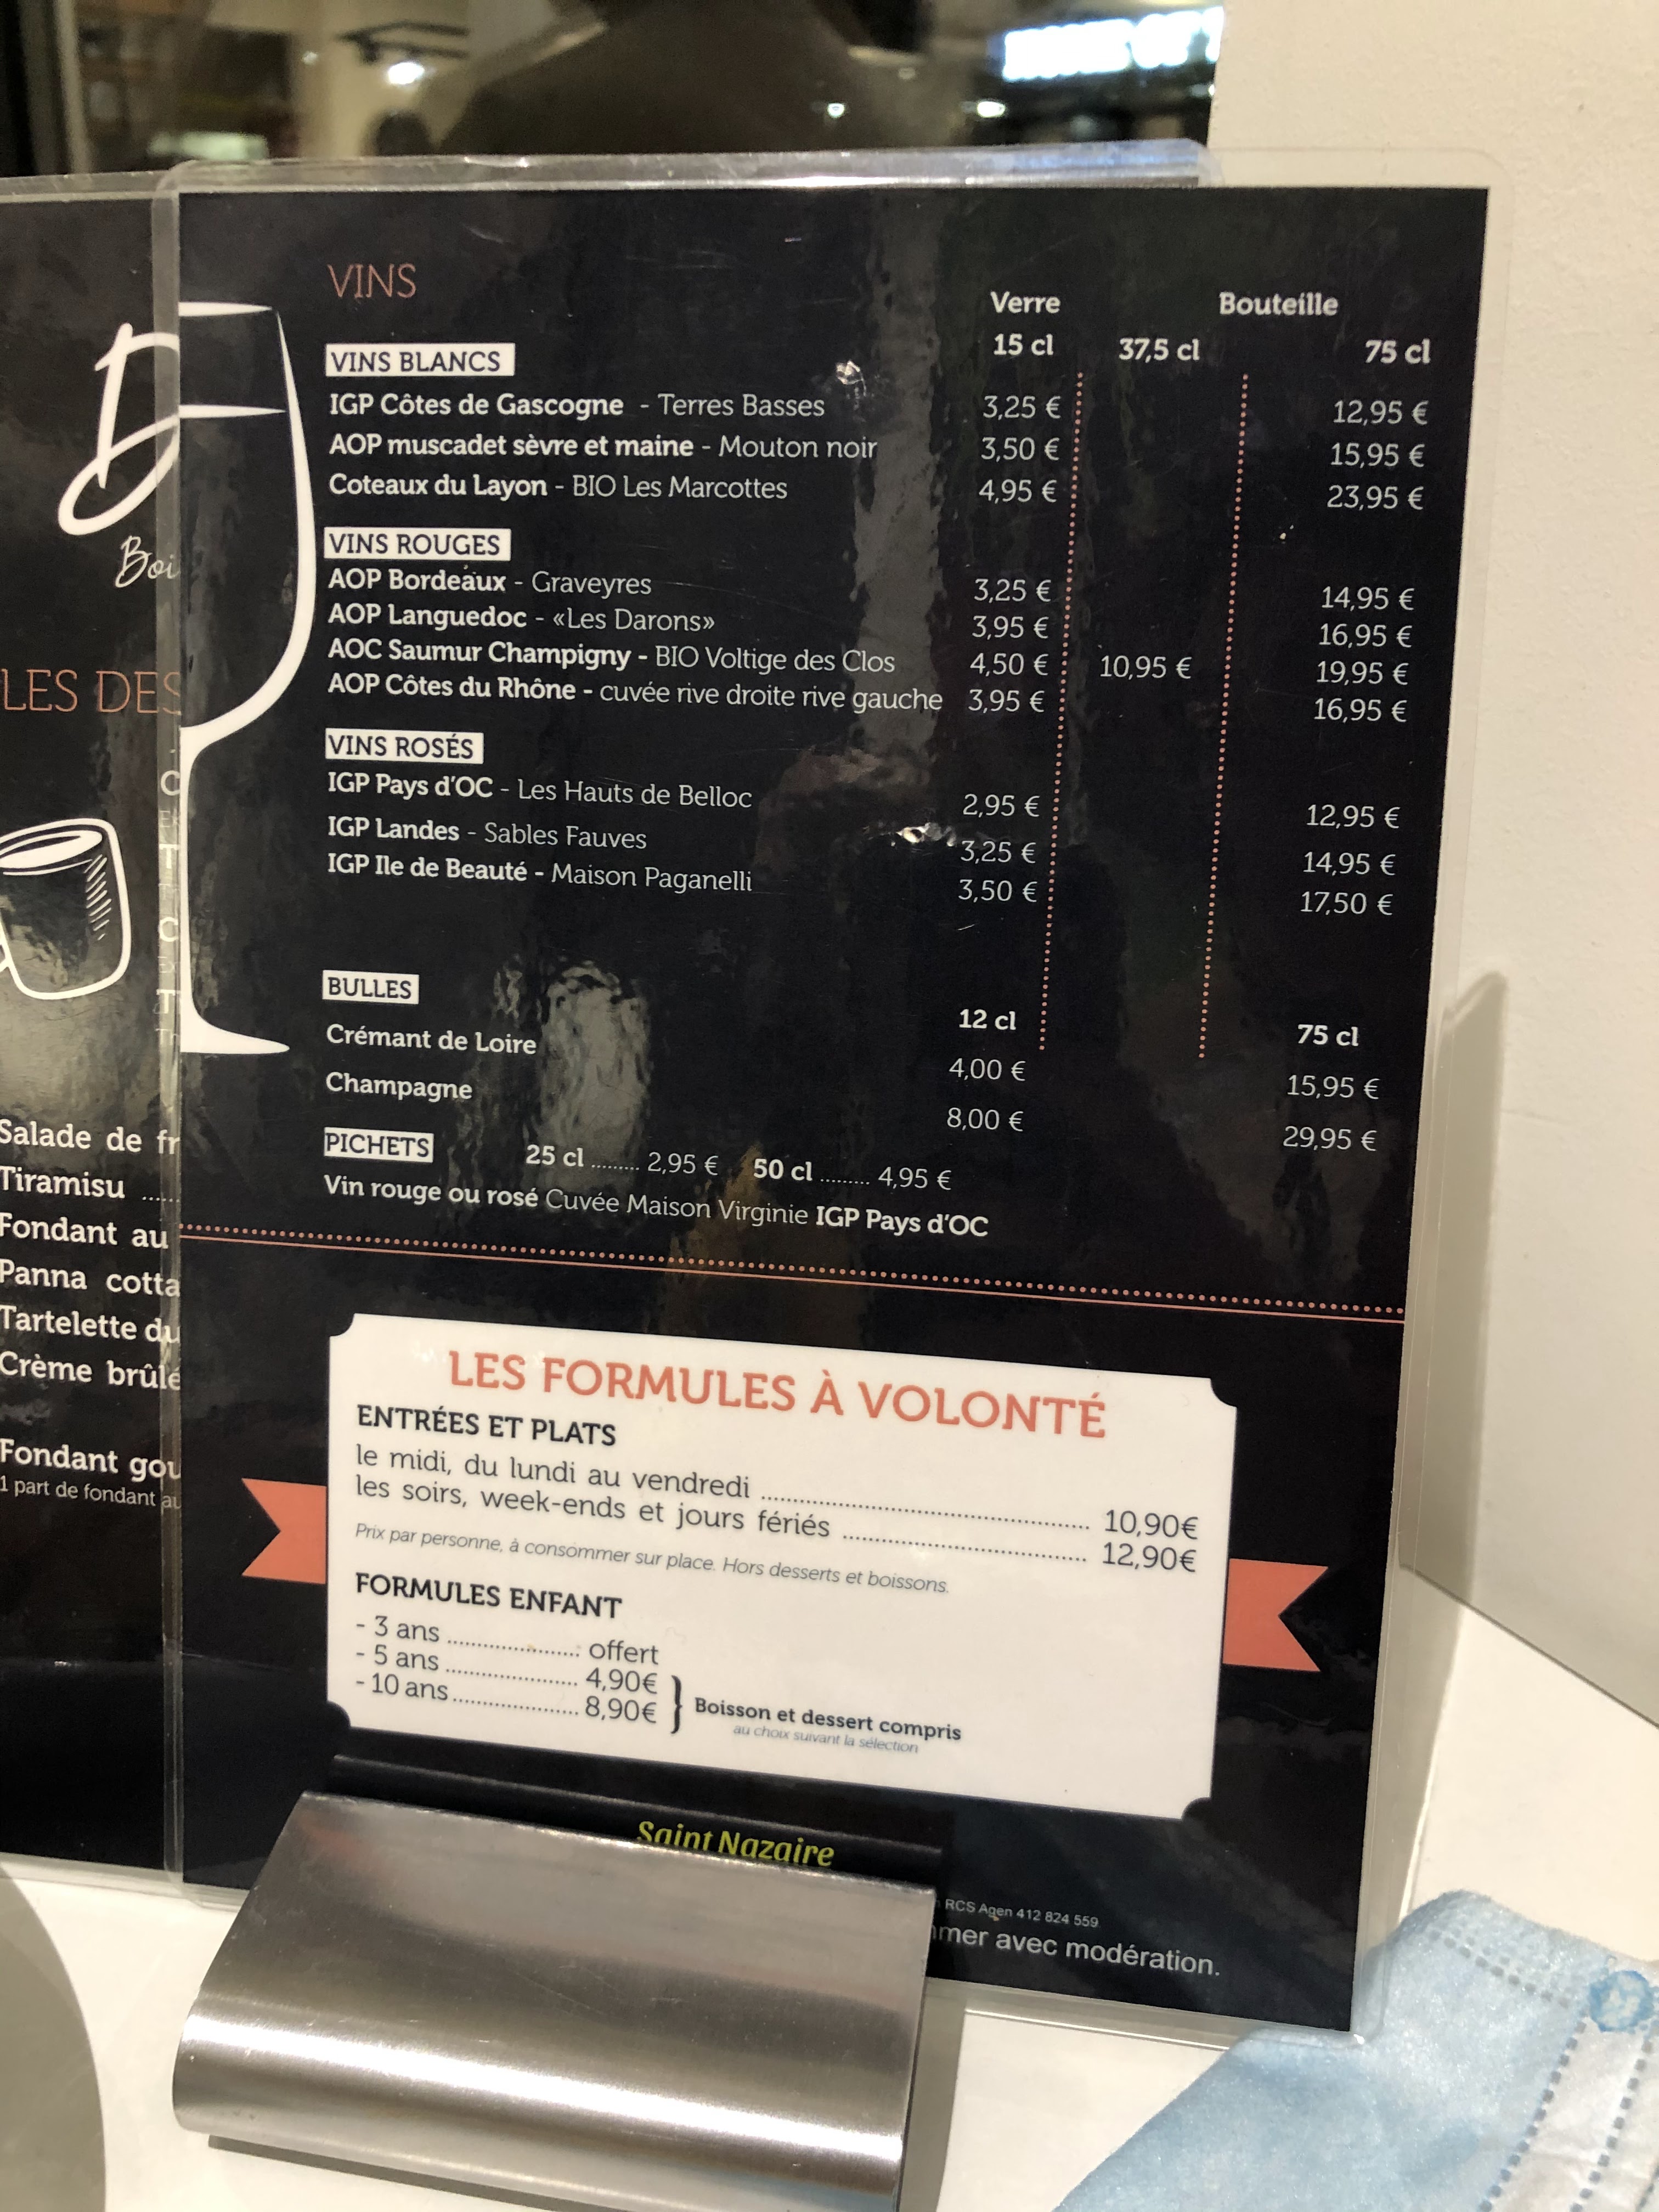 VINS
Verre Bouteille
15 cl 37,5 cl 75 cl
VINS BLANCS
IGP Côtes de Gascogne - Terres Basses 3,25 € 12,95 €
AOP muscadet sèvre et maine - Mouton noir 3,50 € 15,95 €
Coteaux du Layon - BIO Les Marcottes 4,95 € 23,95 €
VINS ROUGES
AOP Bordeaux - Graveyres 3,25 € 14,95 €
AOP Languedoc - «Les Darons» 3,95 € 16,95 €
AOC Saumur Champigny - BIO Voltige des Clos 4,50 € 10,95 € 19,95 €
AOP Côtes du Rhône - cuvée rive droite rive gauche 3,95 € 16,95 €
VINS ROSÉS
IGP Pays d'OC - Les Hauts de Belloc 2,95 € 12,95 €
IGP Landes - Sables Fauves 3,25 € 14,95 €
IGP Ile de Beauté - Maison Paganelli 3,50 € 17,50 €
BULLES 12 cl 75 cl
Crémant de Loire 4,00 € 15,95 €
Champagne 8,00 € 29,95 €
PICHETS 25 cl ......... 2,95 € 50 cl ......... 4,95 €
Vin rouge ou rosé Cuvée Maison Virginie IGP Pays d'OC
LES FORMULES À VOLONTÉ
ENTRÉES ET PLATS
le midi, du lundi au vendredi ........ 10,90€
les soirs, week-ends et jours fériés ........ 12,90€
Prix par personne, à consommer sur place. Hors desserts et boissons.
FORMULES ENFANT
- 3 ans ........ offert
- 5 ans ........ 4,90€
- 10 ans ........ 8,90€
Boisson et dessert compris
au choix suivant la sélection
Saint Nazaire
RCS Agen 412 824 559
mer avec modération.
Boi
LES DES
Salade de fr
Tiramisu ......
Fondant au
Panna cotta
Tartelette du
Crème brûlé
Fondant gou
1 part de fondant au